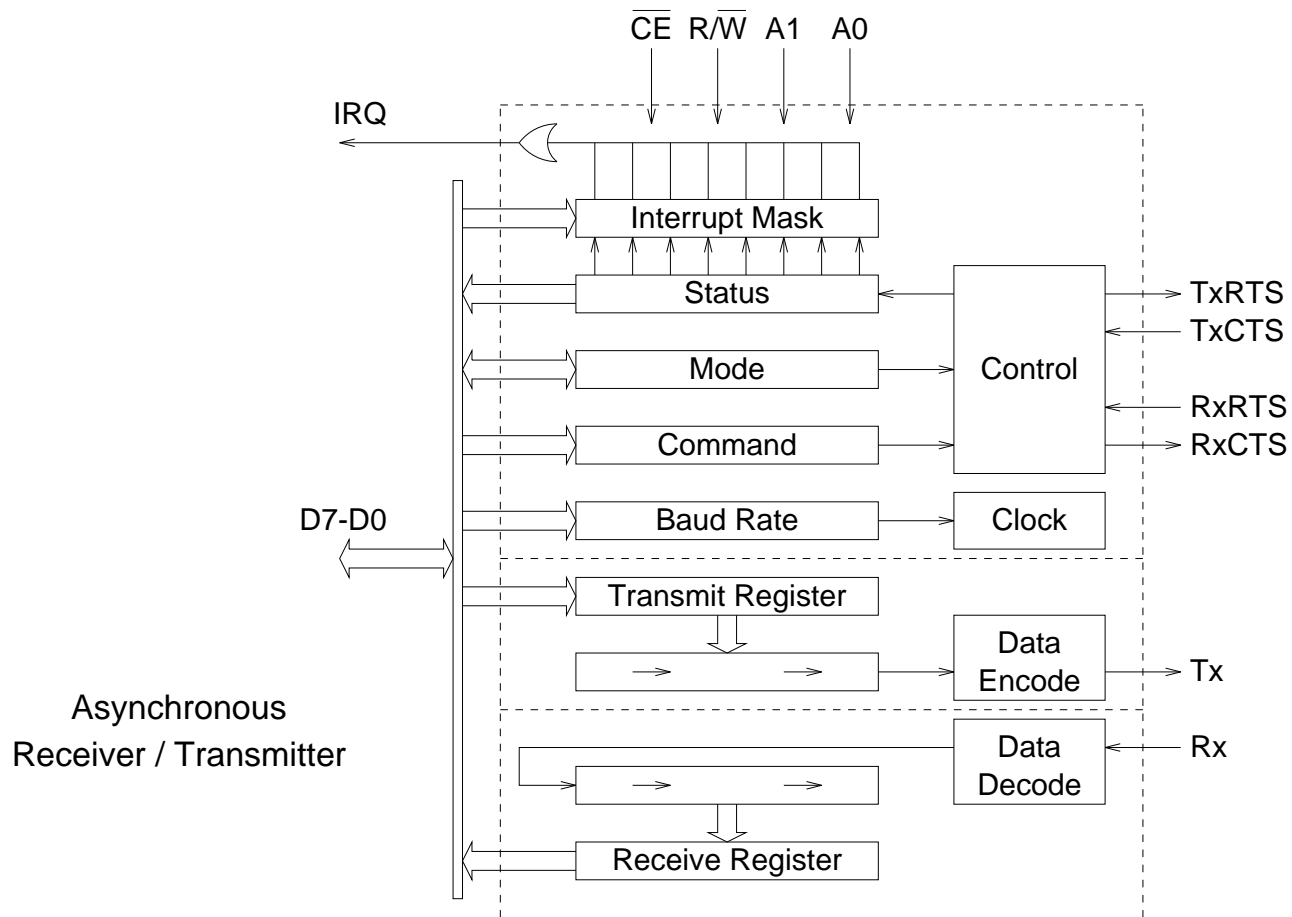 C̅E̅ R/W̅ A1 A0
IRQ
Interrupt Mask
Status
TxRTS
TxCTS
Mode
Control
RxRTS
Command
RxCTS
D7-D0
Baud Rate
Clock
Transmit Register
Data
Encode
Tx
Asynchronous
Receiver / Transmitter
Data
Decode
Rx
Receive Register